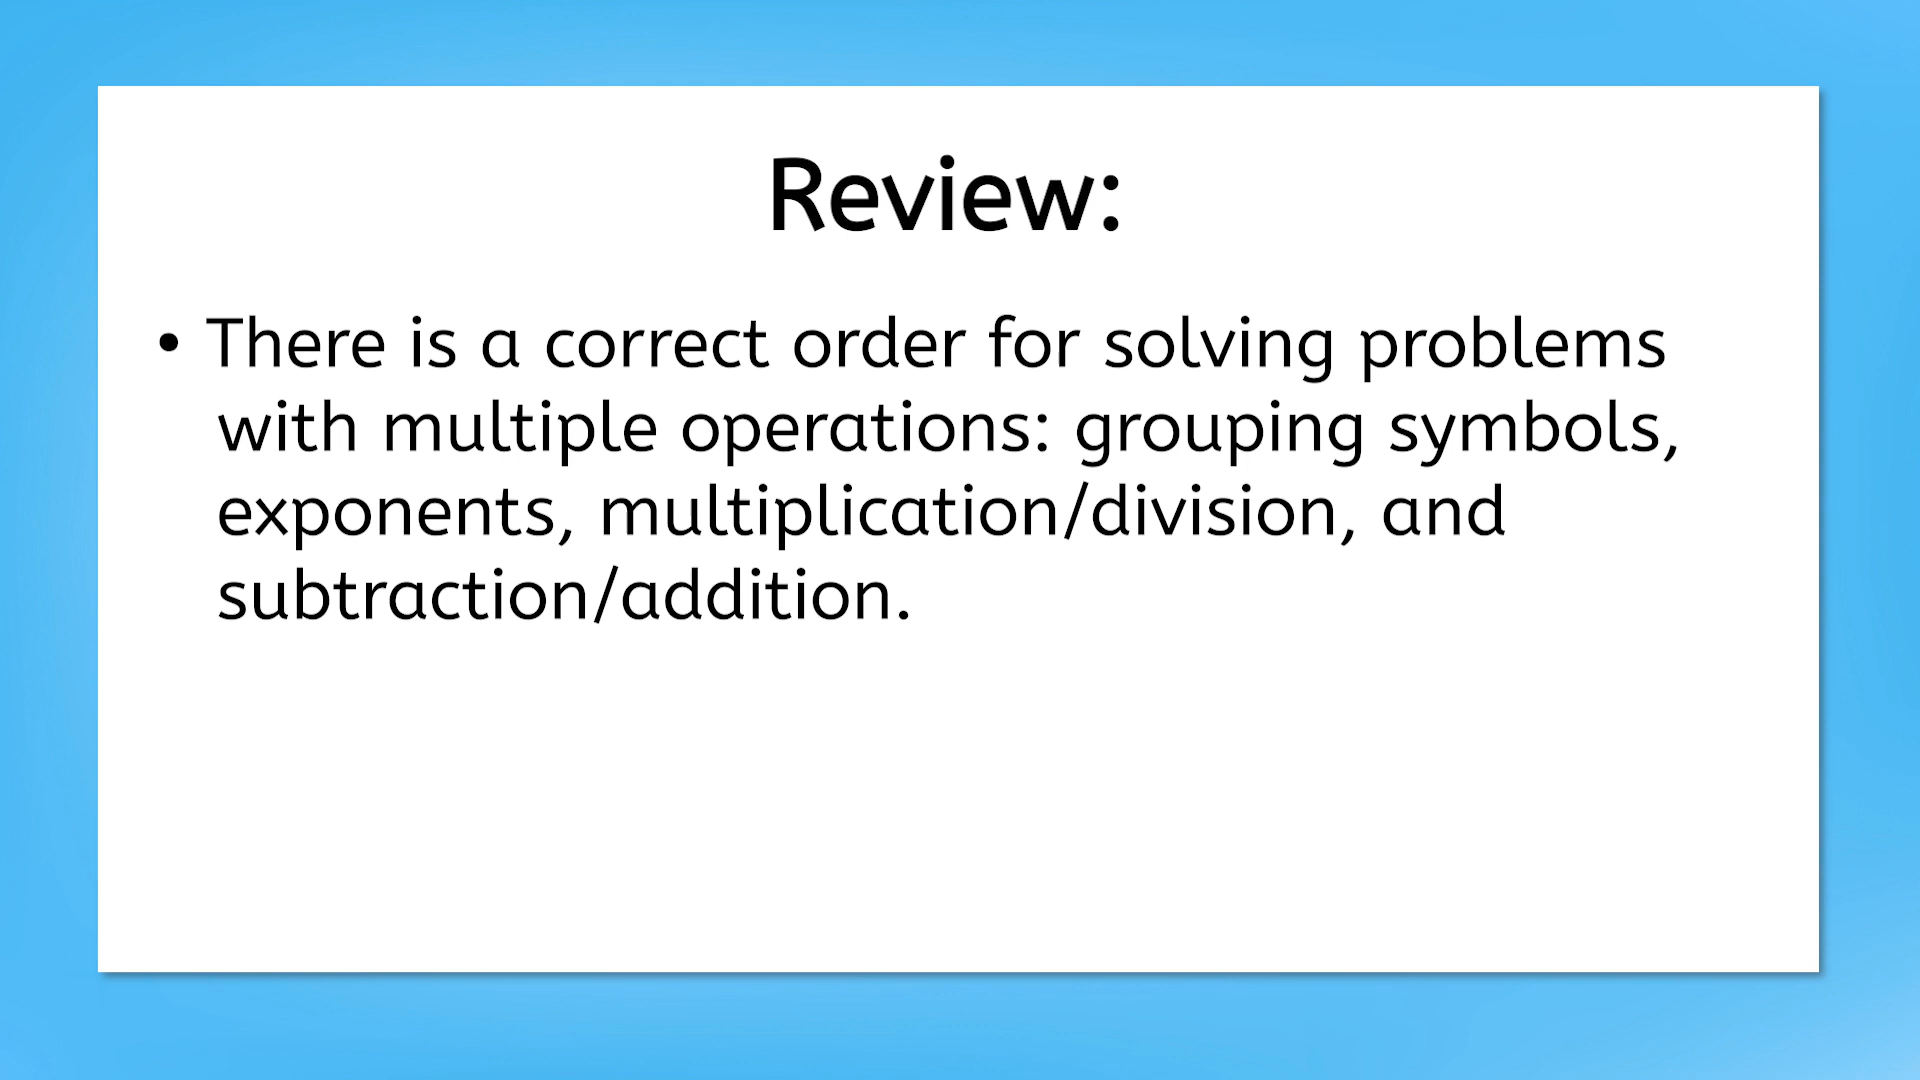 Review:
• There is a correct order for solving problems
with multiple operations: grouping symbols,
exponents, multiplication/division, and
subtraction/addition.